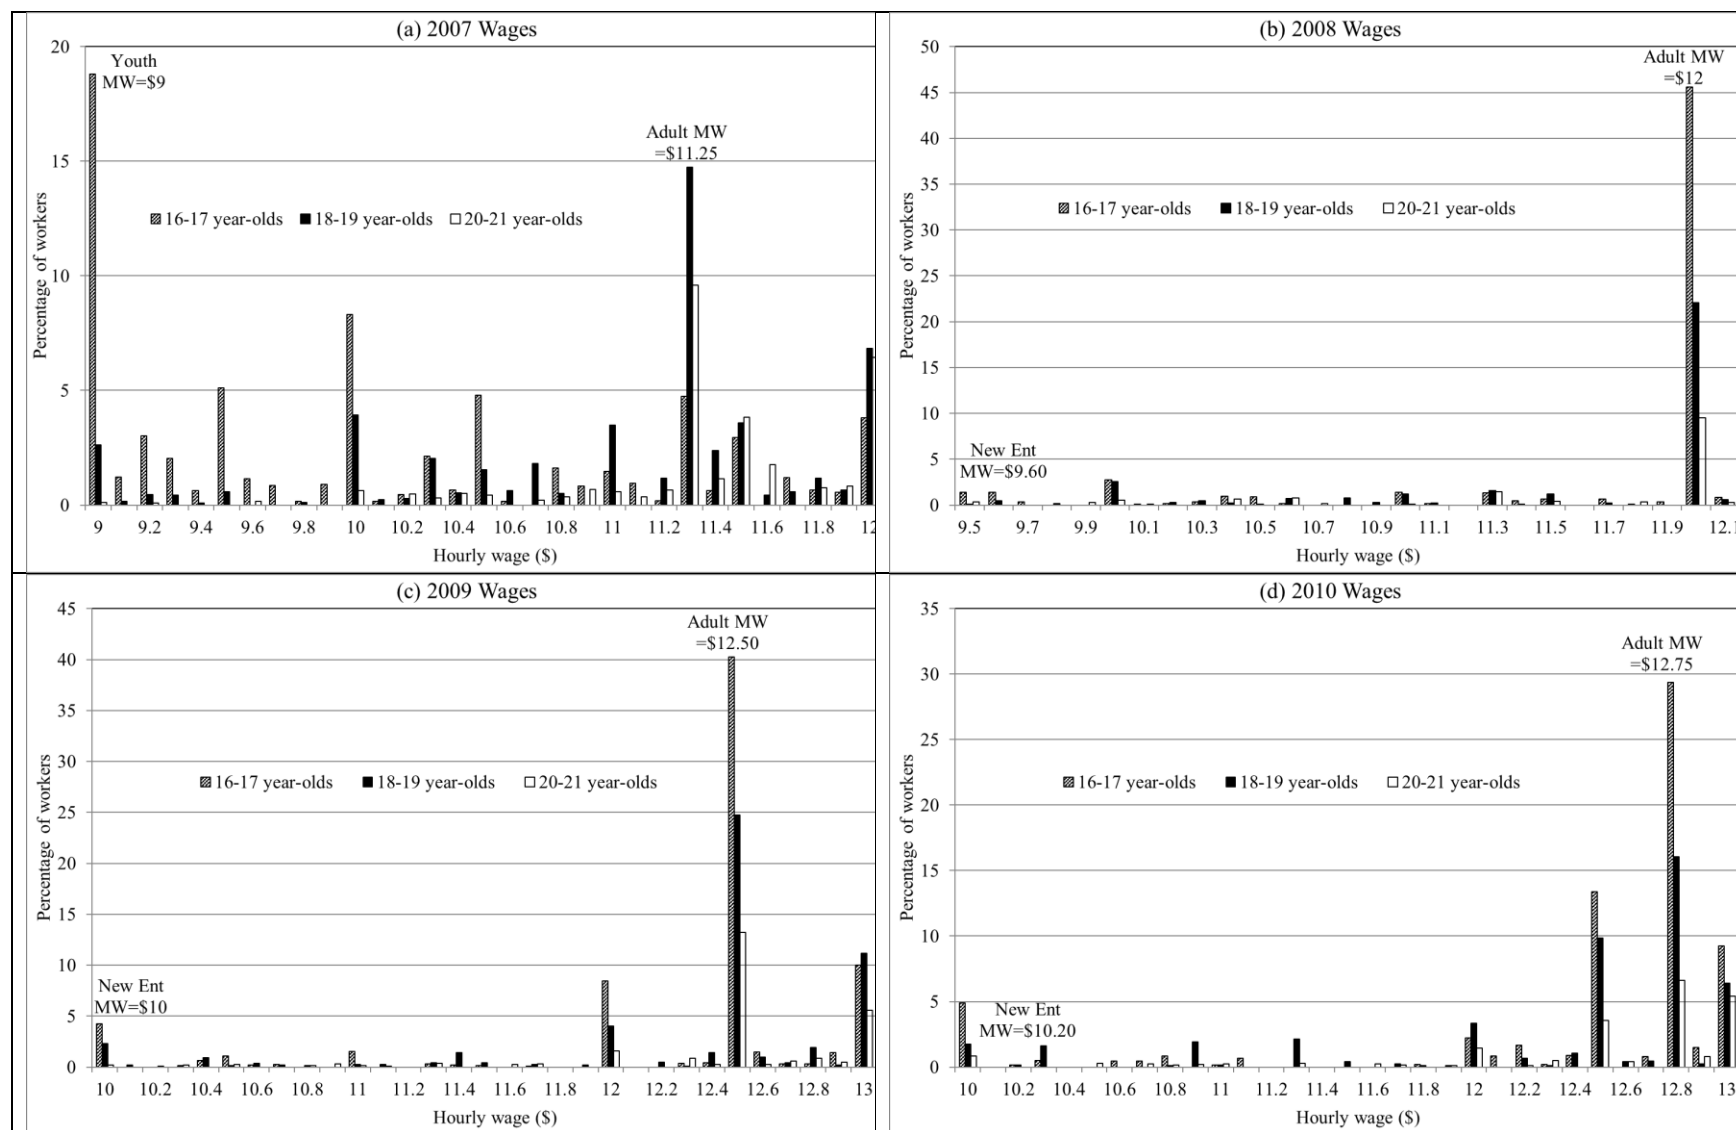 (a) 2007 Wages
20
15
10
5
0
Percentage of workers
Youth
MW=$9
Adult MW
=$11.25
16-17 year-olds 18-19 year-olds 20-21 year-olds
9 9.2 9.4 9.6 9.8 10 10.2 10.4 10.6 10.8 11 11.2 11.4 11.6 11.8 12
Hourly wage ($)
(b) 2008 Wages
50
45
40
35
30
25
20
15
10
5
0
Percentage of workers
Adult MW
=$12
16-17 year-olds 18-19 year-olds 20-21 year-olds
New Ent
MW=$9.60
9.5 9.7 9.9 10.1 10.3 10.5 10.7 10.9 11.1 11.3 11.5 11.7 11.9 12.1
Hourly wage ($)
(c) 2009 Wages
45
40
35
30
25
20
15
10
5
0
Percentage of workers
Adult MW
=$12.50
16-17 year-olds 18-19 year-olds 20-21 year-olds
New Ent
MW=$10
10 10.2 10.4 10.6 10.8 11 11.2 11.4 11.6 11.8 12 12.2 12.4 12.6 12.8 13
Hourly wage ($)
(d) 2010 Wages
35
30
25
20
15
10
5
0
Percentage of workers
Adult MW
=$12.75
16-17 year-olds 18-19 year-olds 20-21 year-olds
New Ent
MW=$10.20
10 10.2 10.4 10.6 10.8 11 11.2 11.4 11.6 11.8 12 12.2 12.4 12.6 12.8 13
Hourly wage ($)